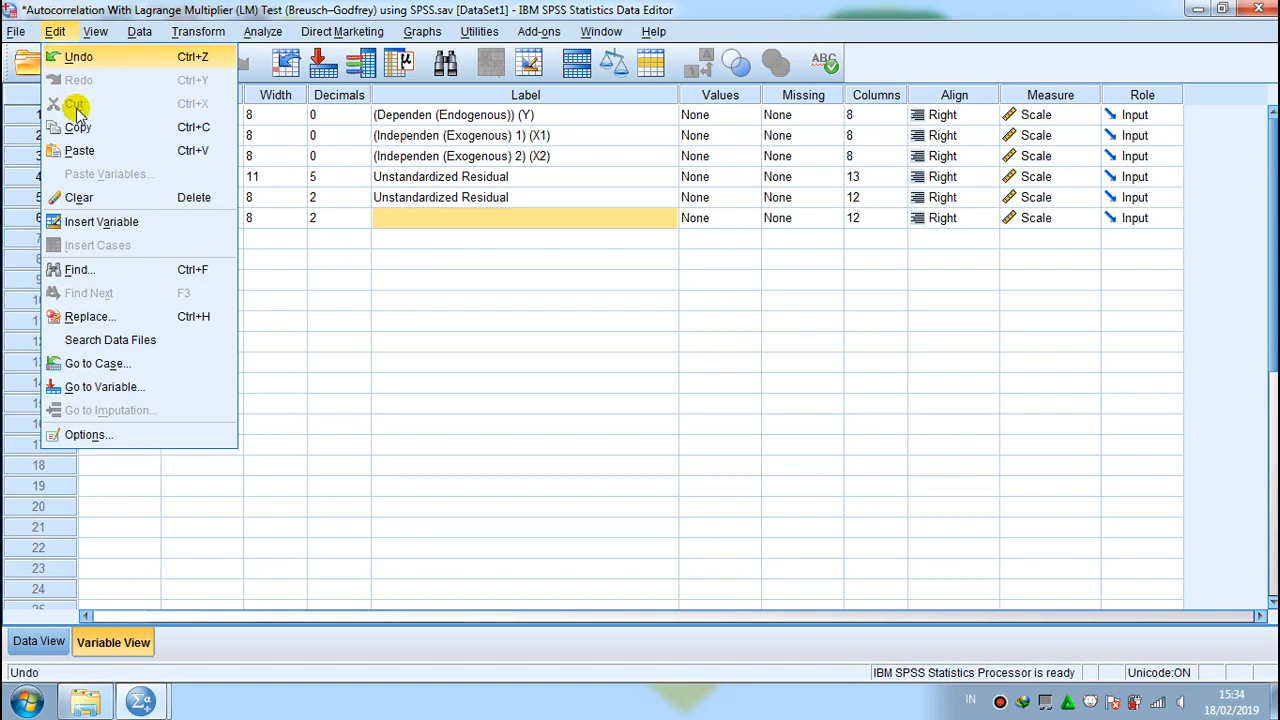 *Autocorrelation With Lagrange Multiplier (LM) Test (Breusch–Godfrey) using SPSS.sav [DataSet1] - IBM SPSS Statistics Data Editor
File Edit View Data Transform Analyze Direct Marketing Graphs Utilities Add-ons Window Help
Undo Ctrl+Z
Redo Ctrl+Y
Cut Ctrl+X
Copy Ctrl+C
Paste Ctrl+V
Paste Variables...
Clear Delete
Insert Variable
Insert Cases
Find... Ctrl+F
Find Next F3
Replace... Ctrl+H
Search Data Files
Go to Case...
Go to Variable...
Go to Imputation...
Options...
ABC
Width Decimals Label Values Missing Columns Align Measure Role
8 0 (Dependen (Endogenous)) (Y) None None 8 Right Scale Input
8 0 (Independen (Exogenous) 1) (X1) None None 8 Right Scale Input
8 0 (Independen (Exogenous) 2) (X2) None None 8 Right Scale Input
11 5 Unstandardized Residual None None 13 Right Scale Input
8 2 Unstandardized Residual None None 12 Right Scale Input
8 2 None None 12 Right Scale Input
18
19
20
21
22
23
24
25
Data View Variable View
Undo IBM SPSS Statistics Processor is ready Unicode:ON
IN 15:34
18/02/2019